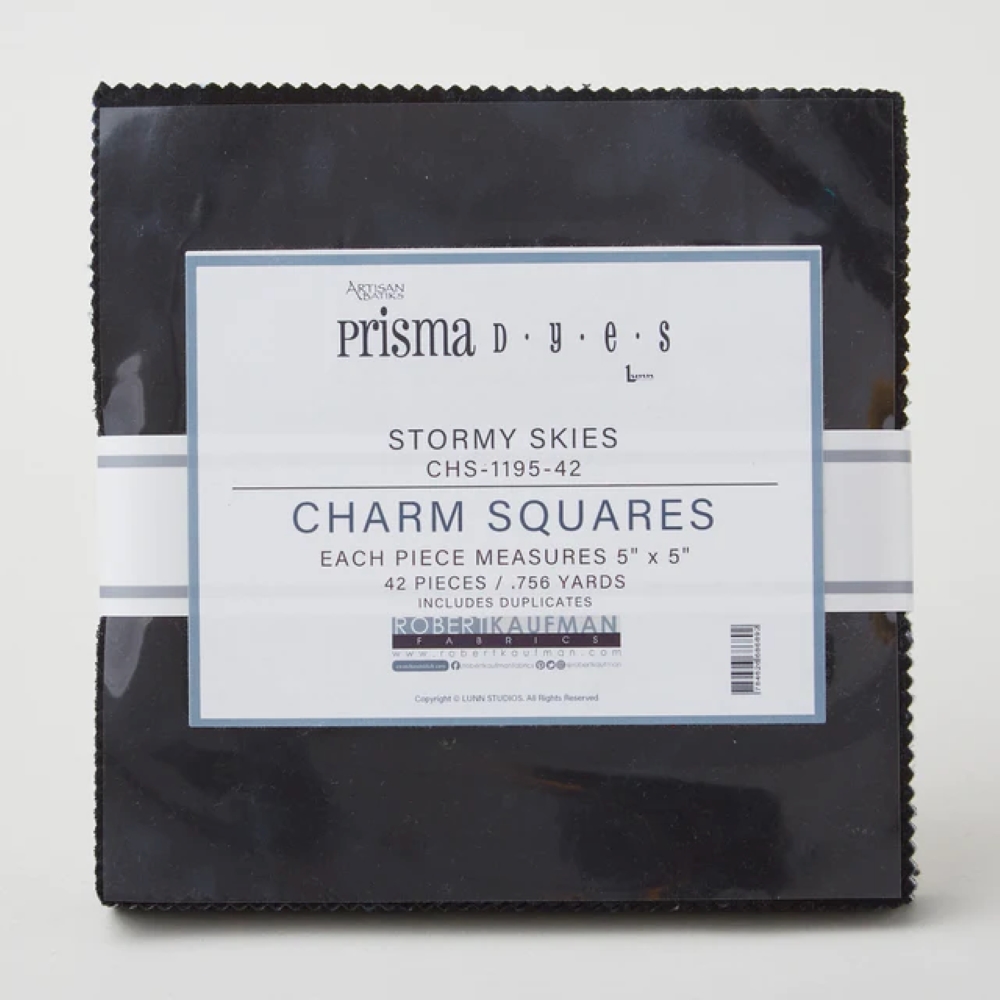 ARTISAN
BATIKS
Prisma D·y·e·s
Lunn
STORMY SKIES
CHS-1195-42
CHARM SQUARES
EACH PIECE MEASURES 5" x 5"
42 PIECES / .756 YARDS
INCLUDES DUPLICATES
ROBERT KAUFMAN
FABRICS
www.robertkaufman.com
Copyright © LUNN STUDIOS. All Rights Reserved.